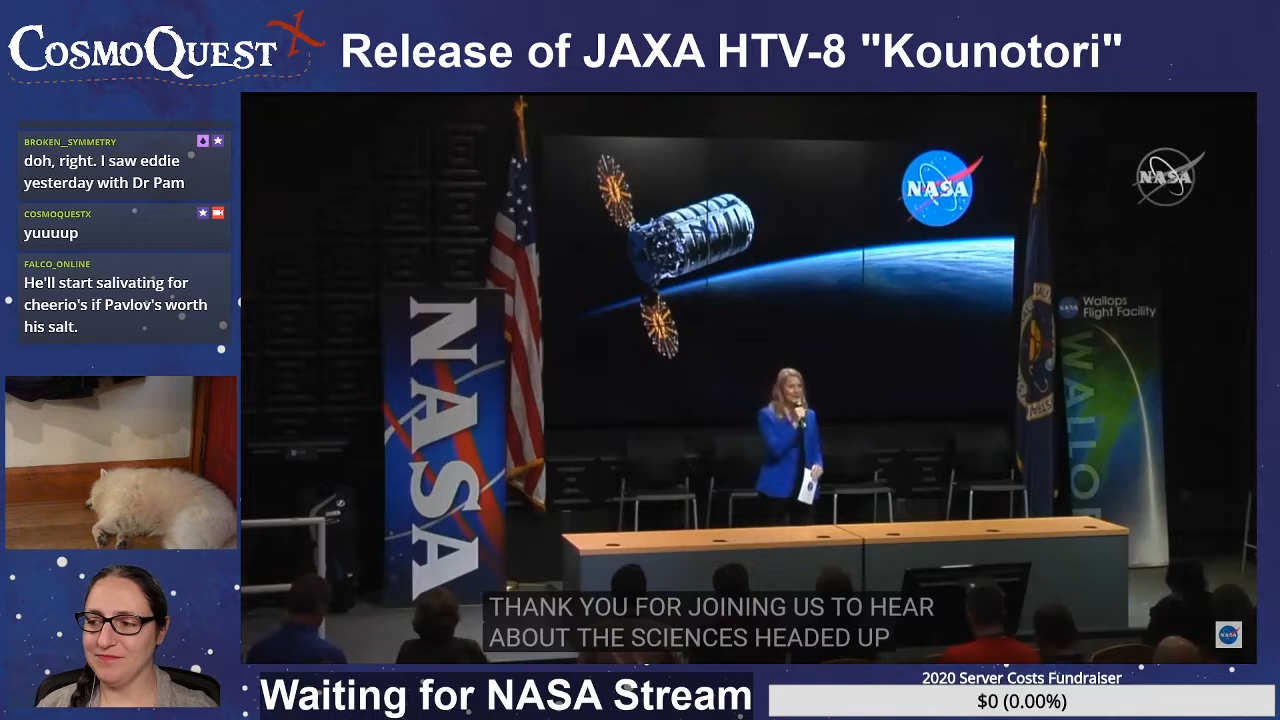 COSMOQUEST X
Release of JAXA HTV-8 "Kounotori"
BROKEN__SYMMETRY
doh, right. I saw eddie
yesterday with Dr Pam
COSMOQUESTX
yuuuup
FALCO_ONLINE
He'll start salivating for
cheerio's if Pavlov's worth
his salt.
NASA
NASA
NASA
Wallops
Flight Facility
WALLOP
THANK YOU FOR JOINING US TO HEAR
ABOUT THE SCIENCES HEADED UP
Waiting for NASA Stream
2020 Server Costs Fundraiser
$0 (0.00%)